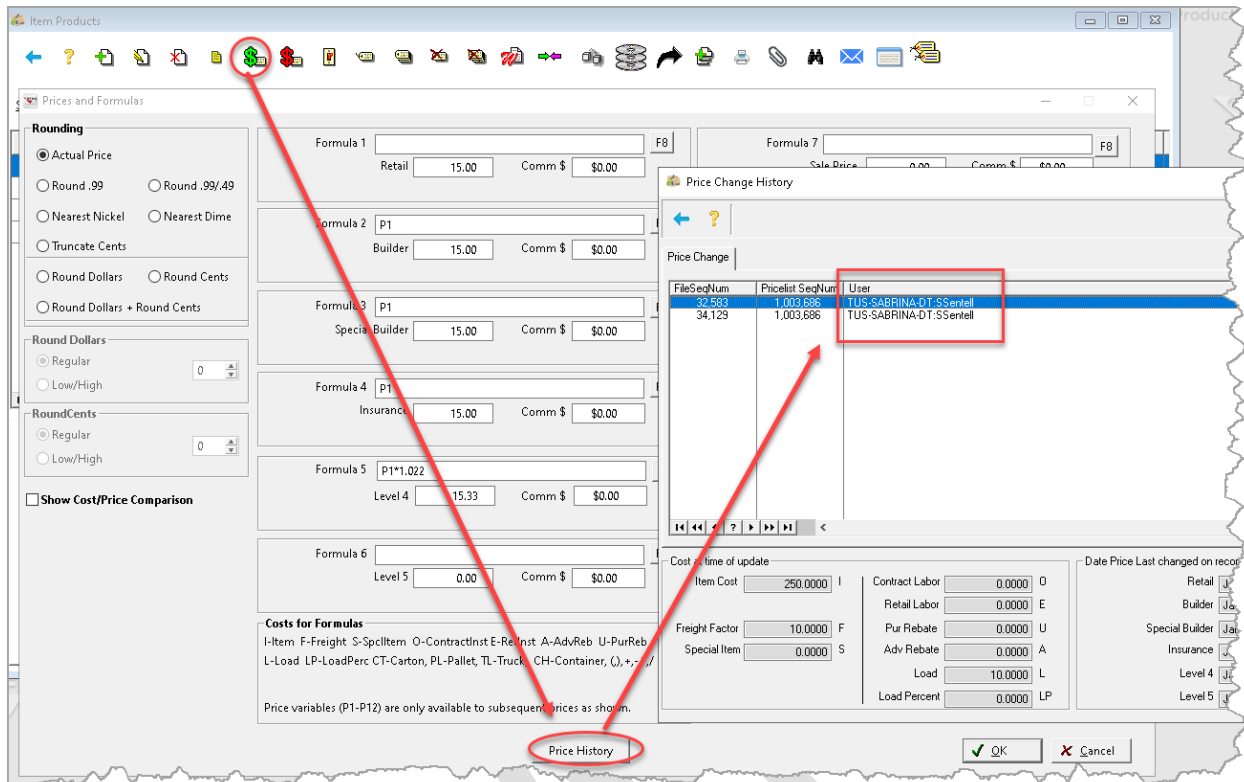 Item Products
Product
Prices and Formulas
Rounding
Actual Price
Round .99
Round .99/.49
Nearest Nickel
Nearest Dime
Truncate Cents
Round Dollars
Round Cents
Round Dollars + Round Cents
Round Dollars
Regular
Low/High
0
RoundCents
Regular
Low/High
0
Show Cost/Price Comparison
Formula 1
F8
Retail 15.00 Comm $ $0.00
Formula 2 P1
Builder 15.00 Comm $ $0.00
Formula 3 P1
Special Builder 15.00 Comm $ $0.00
Formula 4 P1
Insurance 15.00 Comm $ $0.00
Formula 5 P1*1.022
Level 4 15.33 Comm $ $0.00
Formula 6
Level 5 0.00 Comm $ $0.00
Costs for Formulas
I-Item F-Freight S-SpclItem O-ContractInst E-RetInst A-AdvReb U-PurReb
L-Load LP-LoadPerc CT-Carton, PL-Pallet, TL-Truck, CH-Container, (,),+,-,/
Price variables (P1-P12) are only available to subsequent prices as shown.
Price History
OK
Cancel
Formula 7
F8
Sale Price 0.00 Comm $ $0.00
Price Change History
Price Change
FileSeqNum Pricelist SeqNum User
32,583 1,003,686 TUS-SABRINA-DT:SSentell
34,129 1,003,686 TUS-SABRINA-DT:SSentell
Cost at time of update
Item Cost 250.0000 I
Freight Factor 10.0000 F
Special Item 0.0000 S
Contract Labor 0.0000 O
Retail Labor 0.0000 E
Pur Rebate 0.0000 U
Adv Rebate 0.0000 A
Load 10.0000 L
Load Percent 0.0000 LP
Date Price Last changed on recor
Retail
Builder
Special Builder
Insurance
Level 4
Level 5